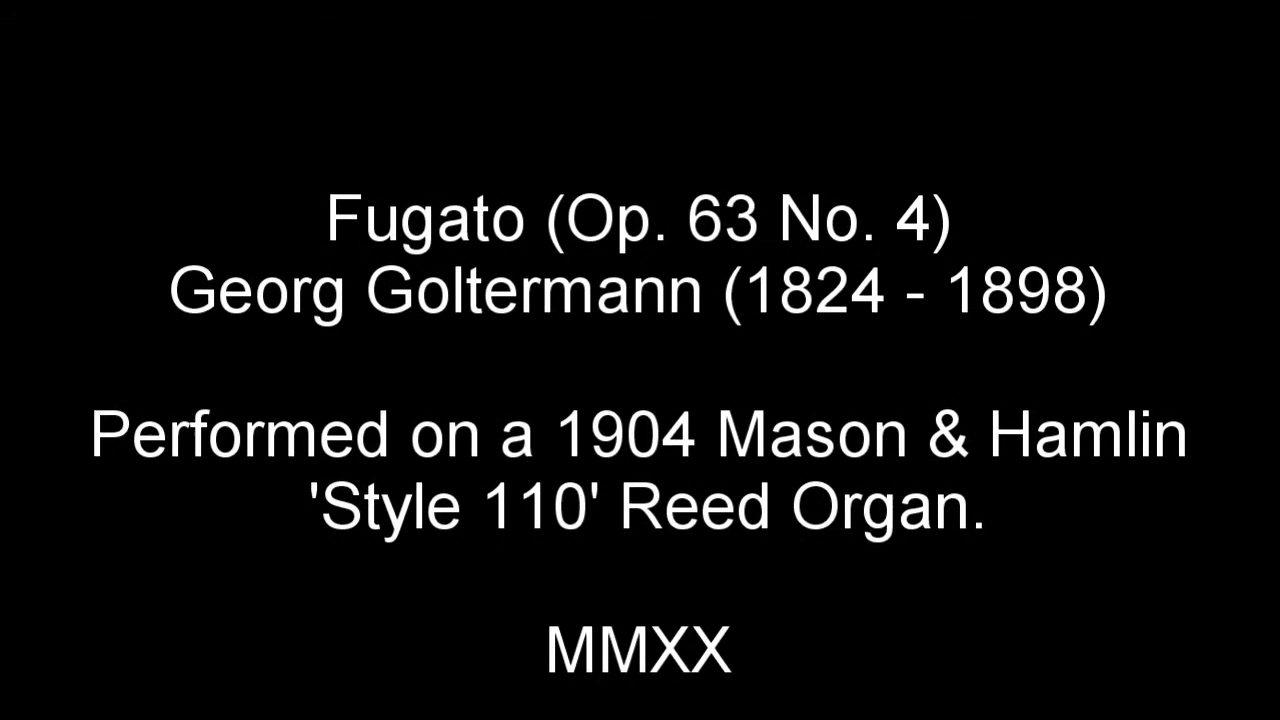 Fugato (Op. 63 No. 4)
Georg Goltermann (1824 - 1898)
Performed on a 1904 Mason & Hamlin
'Style 110' Reed Organ.
MMXX